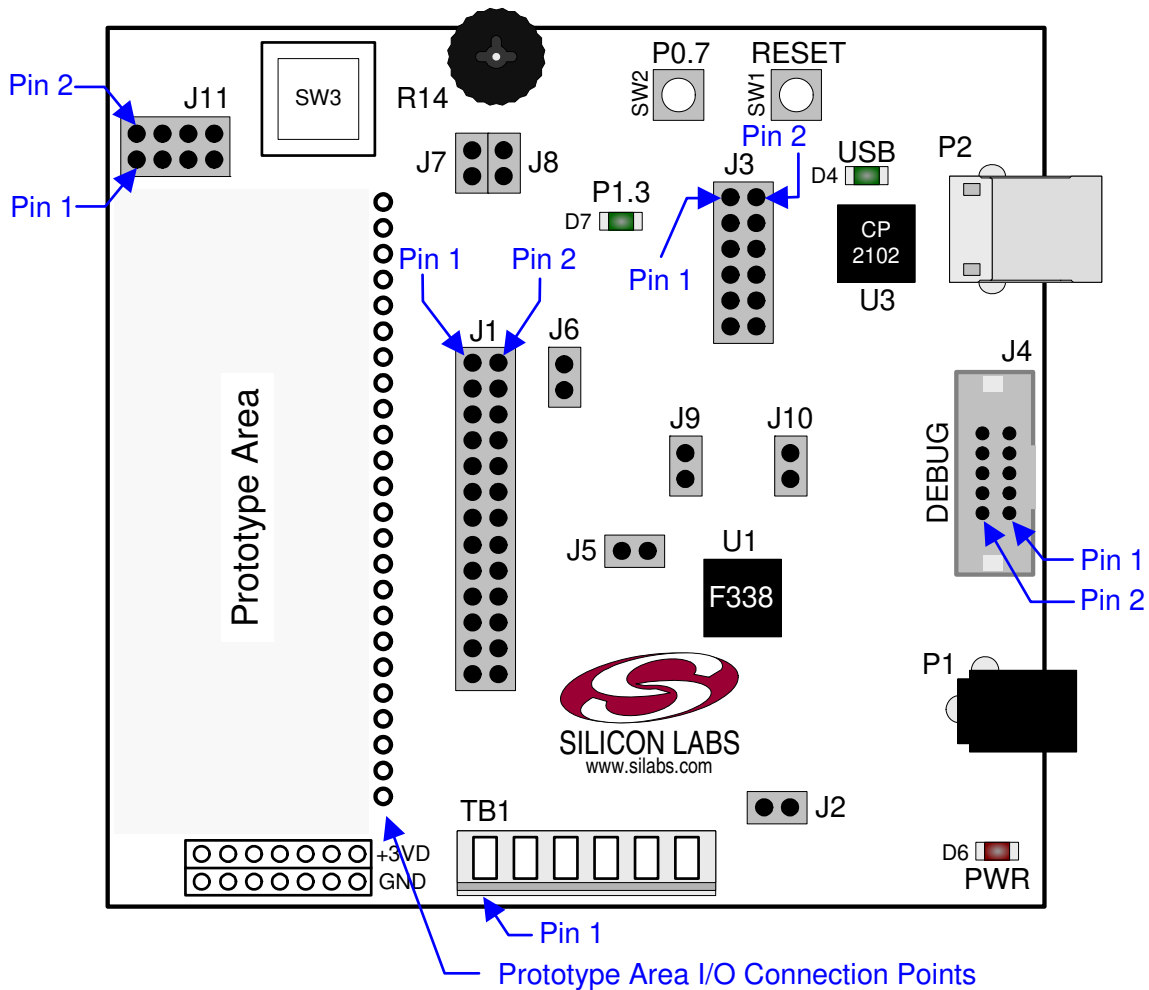 P0.7
RESET
Pin 2
J11
SW3
R14
SW2
SW1
Pin 2
J7
J8
J3
USB
P2
D4
Pin 1
P1.3
D7
CP
2102
Pin 1
Pin 2
Pin 1
U3
J1
J6
J4
Prototype Area
J9
J10
DEBUG
J5
U1
Pin 1
F338
Pin 2
P1
SILICON LABS
www.silabs.com
TB1
J2
+3VD
D6
GND
PWR
Pin 1
Prototype Area I/O Connection Points